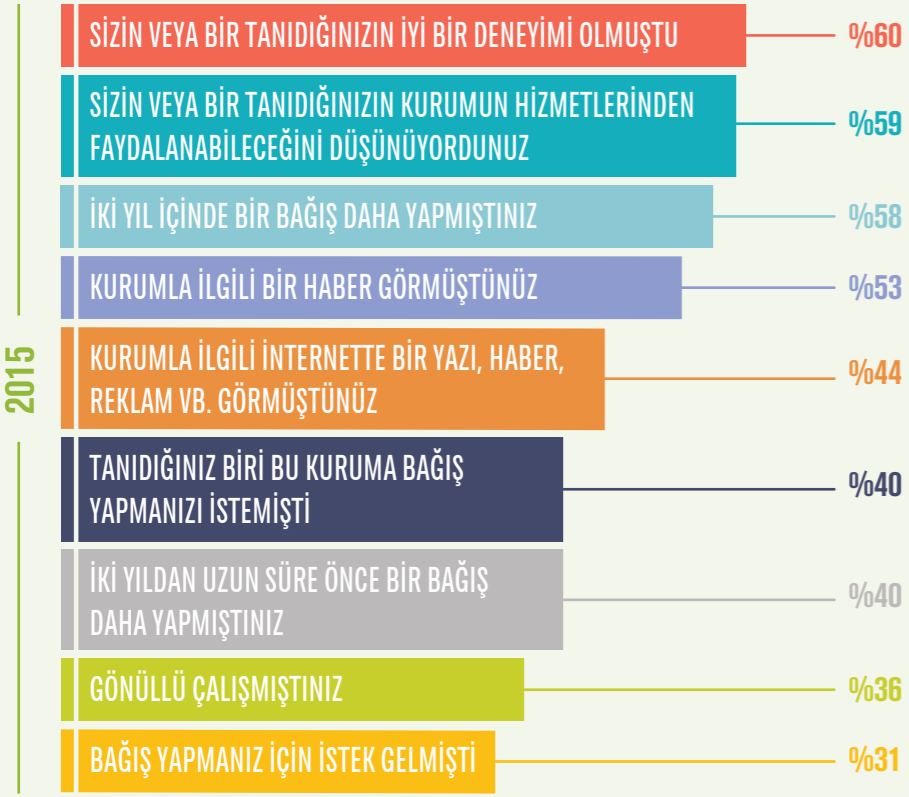 2015
SİZİN VEYA BİR TANIDIĞINIZIN İYİ BİR DENEYİMİ OLMUŞTU %60
SİZİN VEYA BİR TANIDIĞINIZIN KURUMUN HİZMETLERİNDEN
FAYDALANABİLECEĞİNİ DÜŞÜNÜYORDUNUZ %59
İKİ YIL İÇİNDE BİR BAĞIŞ DAHA YAPMIŞTINIZ %58
KURUMLA İLGİLİ BİR HABER GÖRMÜŞTÜNÜZ %53
KURUMLA İLGİLİ İNTERNETTE BİR YAZI, HABER,
REKLAM VB. GÖRMÜŞTÜNÜZ %44
TANIDIĞINIZ BİRİ BU KURUMA BAĞIŞ
YAPMANIZI İSTEMİŞTİ %40
İKİ YILDAN UZUN SÜRE ÖNCE BİR BAĞIŞ
DAHA YAPMIŞTINIZ %40
GÖNÜLLÜ ÇALIŞMIŞTINIZ %36
BAĞIŞ YAPMANIZ İÇİN İSTEK GELMİŞTİ %31